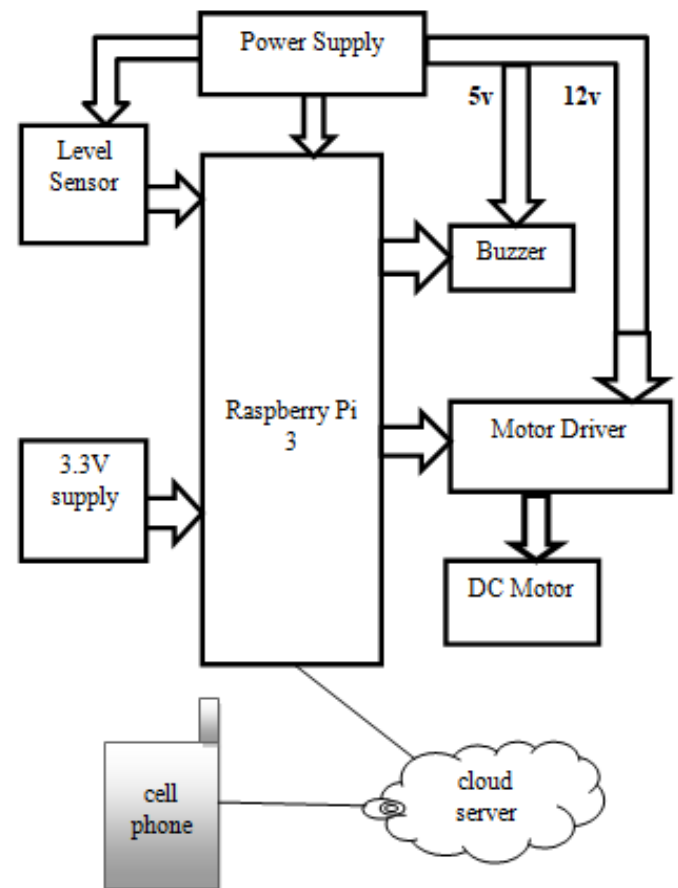 Power Supply
5v
12v
Level
Sensor
Buzzer
Raspberry Pi
3
Motor Driver
3.3V
supply
DC Motor
cell
phone
cloud
server